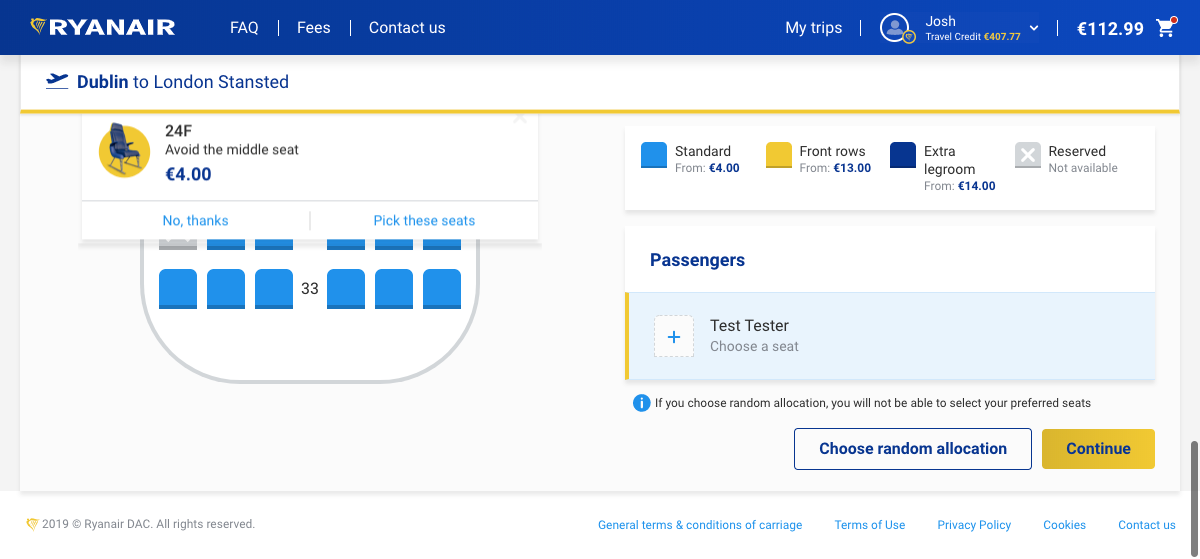 RYANAIR
FAQ
Fees
Contact us
My trips
Josh
Travel Credit €407.77
€112.99
Dublin to London Stansted
24F
Avoid the middle seat
€4.00
No, thanks
Pick these seats
33
Standard
From: €4.00
Front rows
From: €13.00
Extra
legroom
From: €14.00
Reserved
Not available
Passengers
Test Tester
Choose a seat
If you choose random allocation, you will not be able to select your preferred seats
Choose random allocation
Continue
2019 © Ryanair DAC. All rights reserved.
General terms & conditions of carriage
Terms of Use
Privacy Policy
Cookies
Contact us